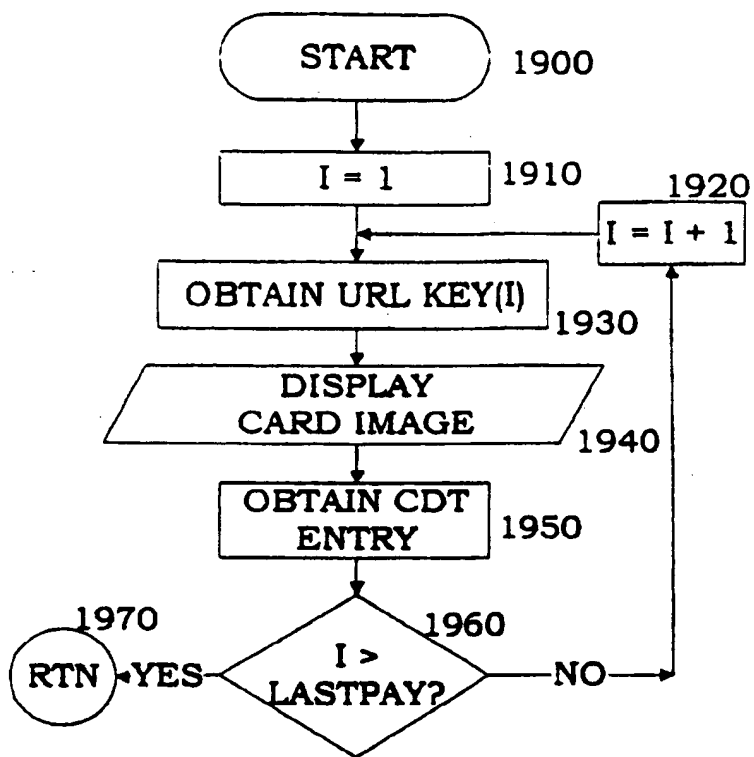 START
1900
I = 1
1910
1920
I = I + 1
OBTAIN URL KEY(I)
1930
DISPLAY
CARD IMAGE
1940
OBTAIN CDT
ENTRY
1950
1970
1960
RTN
YES
I >
LASTPAY?
NO